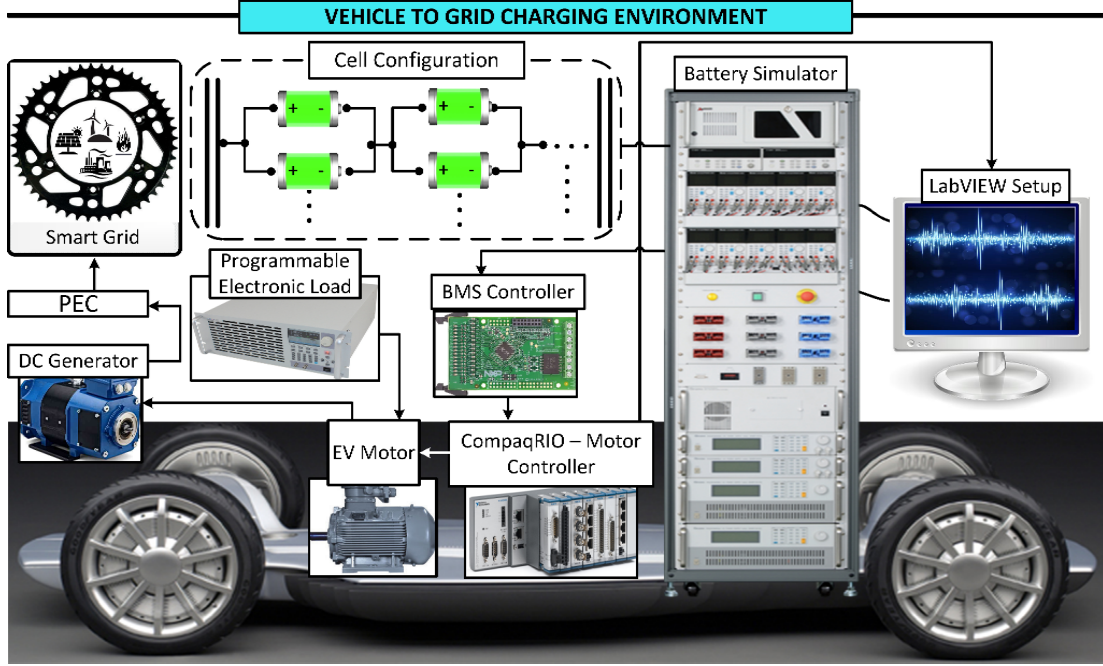 VEHICLE TO GRID CHARGING ENVIRONMENT
Cell Configuration
Battery Simulator
+ -
+ -
+ -
+ -
LabVIEW Setup
Smart Grid
Programmable
Electronic Load
BMS Controller
PEC
DC Generator
NXP
EV Motor
CompaqRIO – Motor
Controller